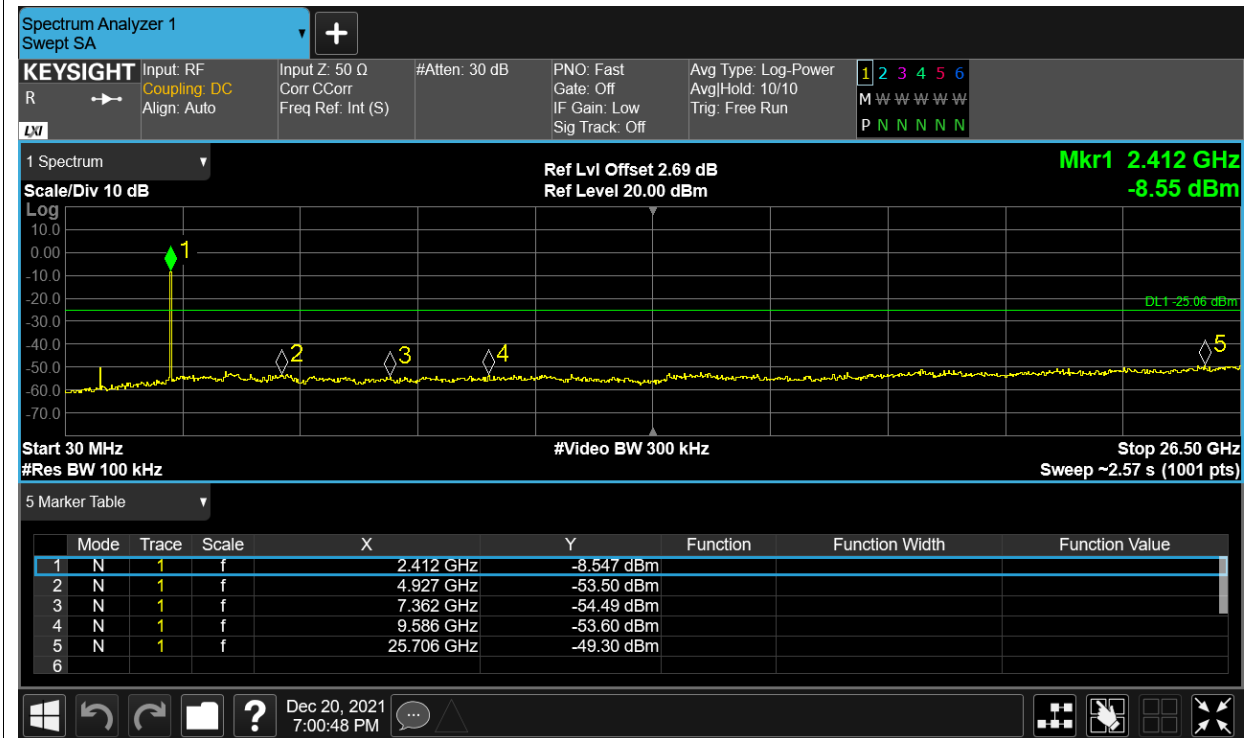 Spectrum Analyzer 1
Swept SA
KEYSIGHT
R
LXI
Input: RF
Coupling: DC
Align: Auto
Input Z: 50 Ω
Corr CCorr
Freq Ref: Int (S)
#Atten: 30 dB
PNO: Fast
Gate: Off
IF Gain: Low
Sig Track: Off
Avg Type: Log-Power
Avg|Hold: 10/10
Trig: Free Run
1 2 3 4 5 6
M W W W W W
P N N N N N
1 Spectrum
Scale/Div 10 dB
Ref Lvl Offset 2.69 dB
Ref Level 20.00 dBm
Mkr1 2.412 GHz
-8.55 dBm
Log
10.0
0.00
-10.0
-20.0
-30.0
-40.0
-50.0
-60.0
-70.0
1
2
3
4
5
DL1 -25.06 dBm
Start 30 MHz
#Video BW 300 kHz
Stop 26.50 GHz
#Res BW 100 kHz
Sweep ~2.57 s (1001 pts)
5 Marker Table
Mode Trace Scale X Y Function Function Width Function Value
1 N 1 f 2.412 GHz -8.547 dBm
2 N 1 f 4.927 GHz -53.50 dBm
3 N 1 f 7.362 GHz -54.49 dBm
4 N 1 f 9.586 GHz -53.60 dBm
5 N 1 f 25.706 GHz -49.30 dBm
6
?
Dec 20, 2021
7:00:48 PM